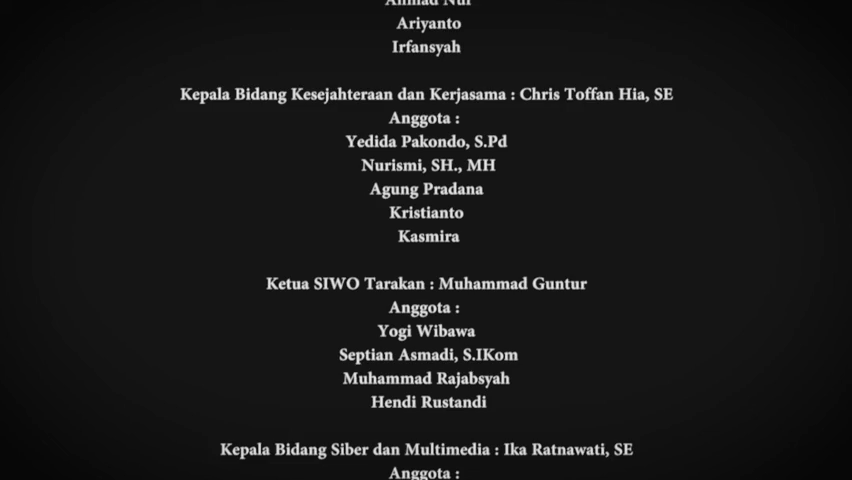 Ahmad Nur
Ariyanto
Irfansyah
Kepala Bidang Kesejahteraan dan Kerjasama : Chris Toffan Hia, SE
Anggota :
Yedida Pakondo, S.Pd
Nurismi, SH., MH
Agung Pradana
Kristianto
Kasmira
Ketua SIWO Tarakan : Muhammad Guntur
Anggota :
Yogi Wibawa
Septian Asmadi, S.IKom
Muhammad Rajabsyah
Hendi Rustandi
Kepala Bidang Siber dan Multimedia : Ika Ratnawati, SE
Anggota :